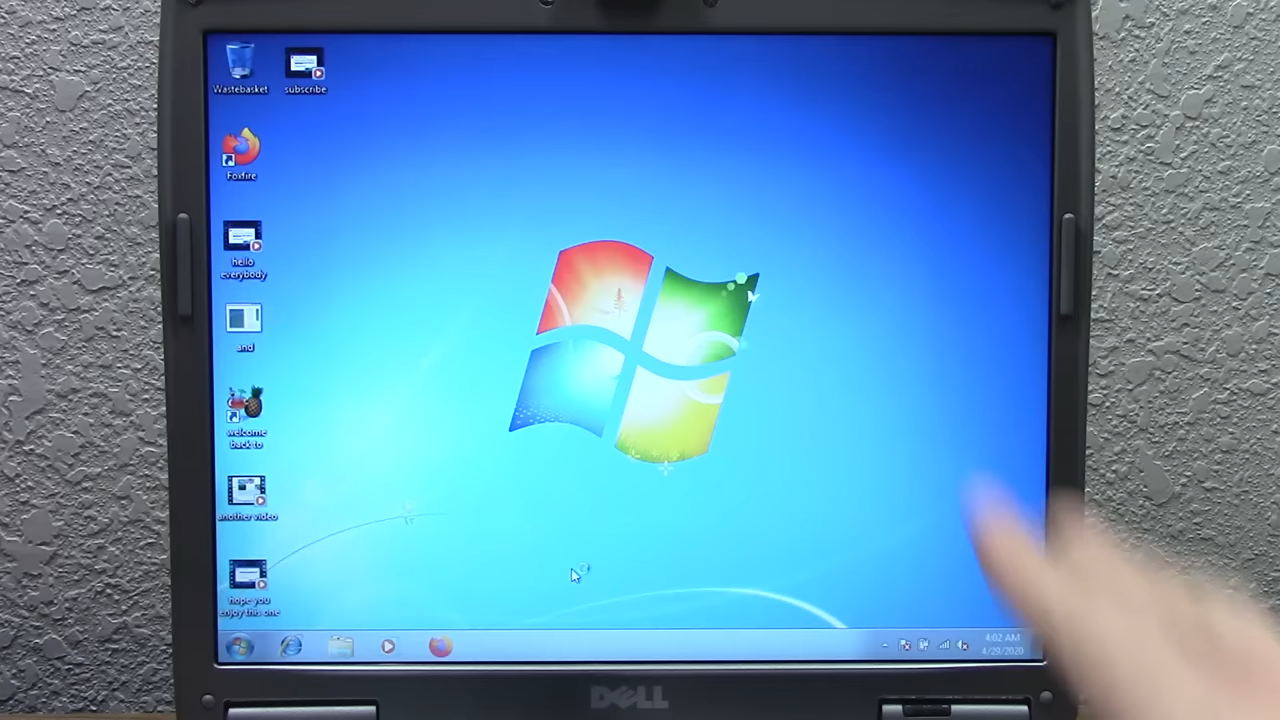 Wastebasket
subscribe
Foxfire
hello
everybody
and
welcome
back to
another video
hope you
enjoy this one
4:02 AM
4/29/2020
DELL